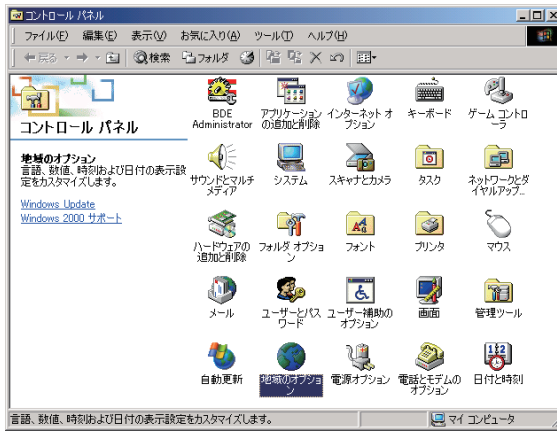 コントロール パネル
ファイル(F) 編集(E) 表示(V) お気に入り(A) ツール(T) ヘルプ(H)
戻る 検索 フォルダ
コントロール パネル
地域のオプション
言語、数値、時刻および日付の表示設
定をカスタマイズします。
Windows Update
Windows 2000 サポート
BDE
Administrator
アプリケーション
の追加と削除
インターネット オ
プション
キーボード
ゲーム コントロ
ーラ
サウンドとマルチ
メディア
システム
スキャナとカメラ
タスク
ネットワークとダ
イヤルアップ...
ハードウェアの
追加と削除
フォルダ オプショ
ン
フォント
プリンタ
マウス
メール
ユーザーとパス
ワード
ユーザー補助の
オプション
画面
管理ツール
自動更新
地域のオプショ
ン
電源オプション
電話とモデムの
オプション
日付と時刻
言語、数値、時刻および日付の表示設定をカスタマイズします。 マイ コンピュータ